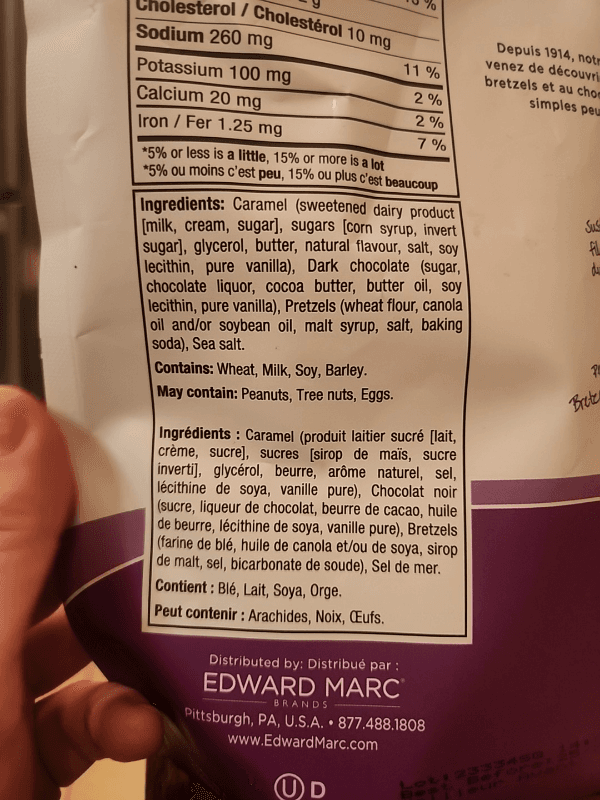 Cholesterol / Cholestérol 10 mg
Sodium 260 mg 11 %
Potassium 100 mg 2 %
Calcium 20 mg 2 %
Iron / Fer 1.25 mg 7 %
*5% or less is a little, 15% or more is a lot
*5% ou moins c'est peu, 15% ou plus c'est beaucoup
Ingredients: Caramel (sweetened dairy product
[milk, cream, sugar], sugars [corn syrup, invert
sugar], glycerol, butter, natural flavour, salt, soy
lecithin, pure vanilla), Dark chocolate (sugar,
chocolate liquor, cocoa butter, butter oil, soy
lecithin, pure vanilla), Pretzels (wheat flour, canola
oil and/or soybean oil, malt syrup, salt, baking
soda), Sea salt.
Contains: Wheat, Milk, Soy, Barley.
May contain: Peanuts, Tree nuts, Eggs.
Ingrédients : Caramel (produit laitier sucré [lait,
crème, sucre], sucres [sirop de maïs, sucre
inverti], glycérol, beurre, arôme naturel, sel,
lécithine de soya, vanille pure), Chocolat noir
(sucre, liqueur de chocolat, beurre de cacao, huile
de beurre, lécithine de soya, vanille pure), Bretzels
(farine de blé, huile de canola et/ou de soya, sirop
de malt, sel, bicarbonate de soude), Sel de mer.
Contient : Blé, Lait, Soya, Orge.
Peut contenir : Arachides, Noix, Œufs.
Distributed by: Distribué par :
EDWARD MARC
BRANDS
Pittsburgh, PA, U.S.A. • 877.488.1808
www.EdwardMarc.com
U D
Depuis 1914, notr
venez de découvri
bretzels et au choc
simples peu